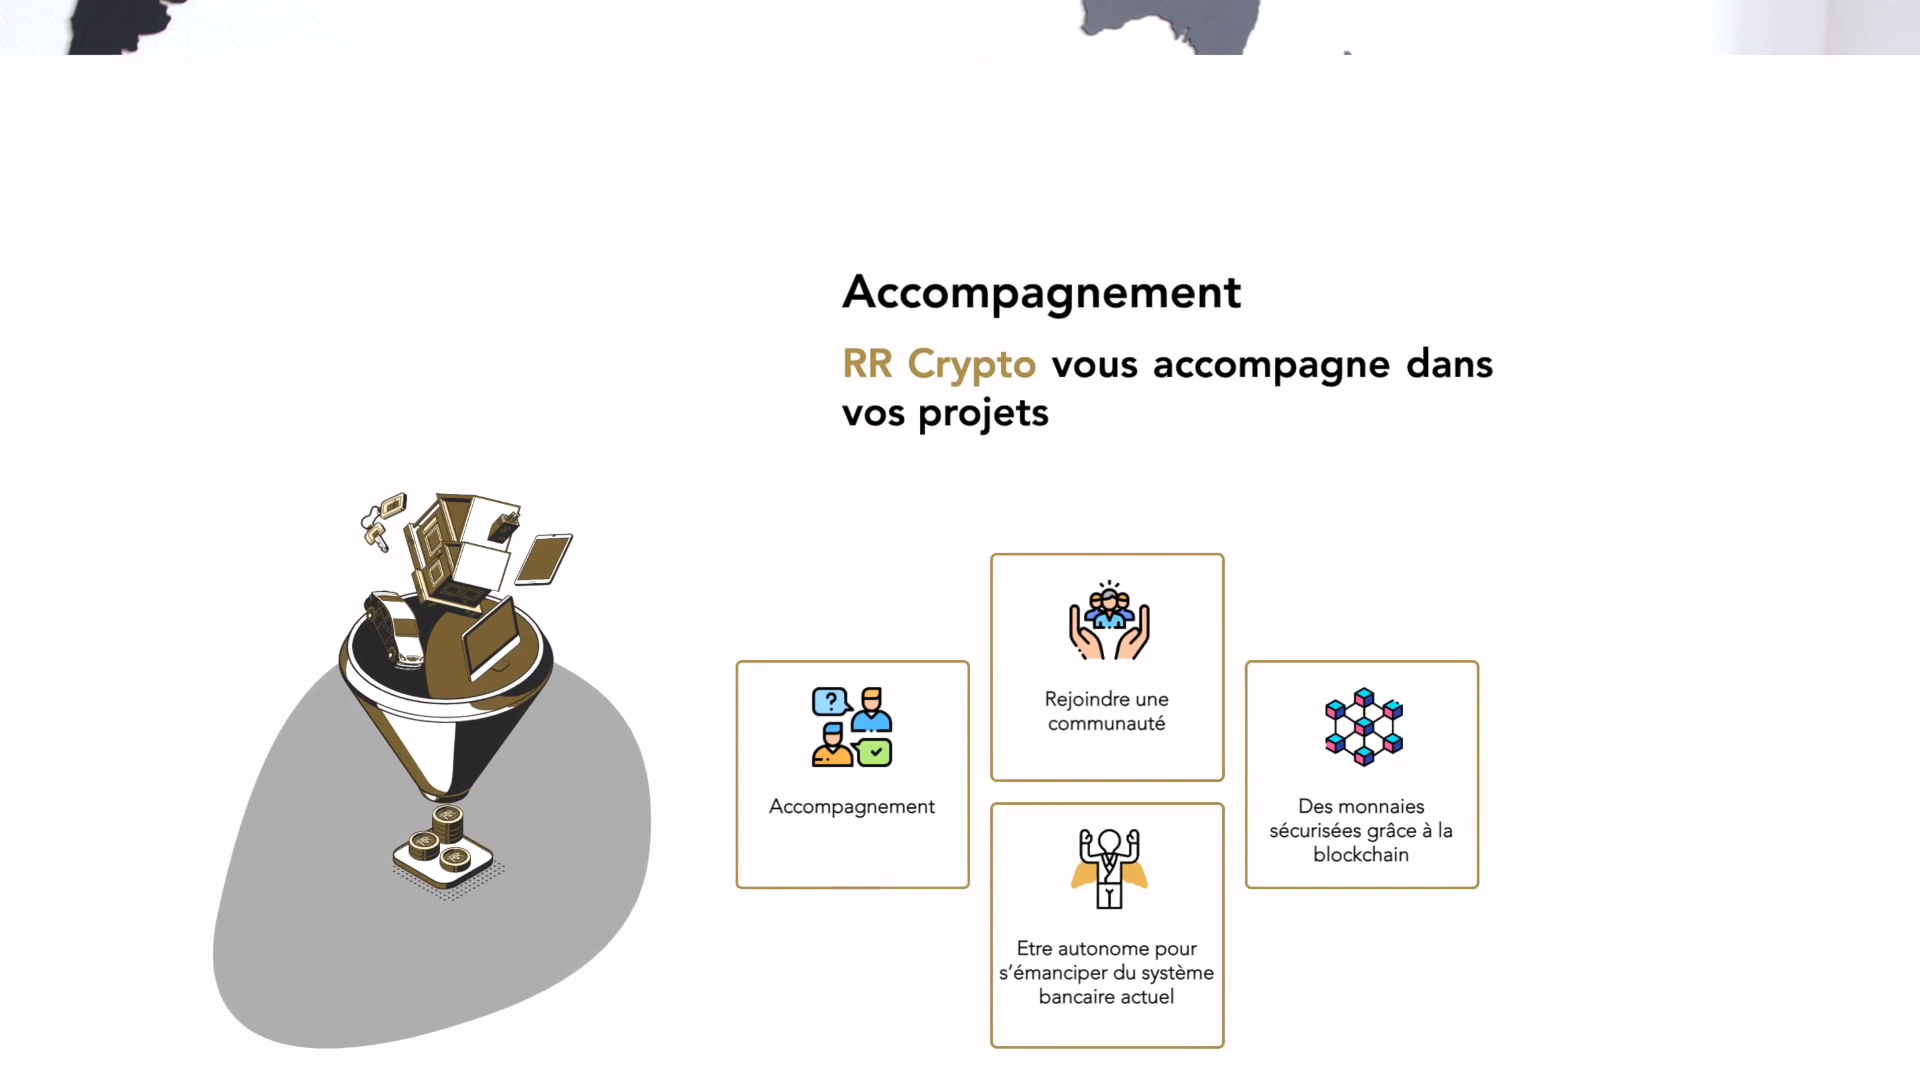 Accompagnement
RR Crypto vous accompagne dans
vos projets
Rejoindre une
communauté
Accompagnement
Des monnaies
sécurisées grâce à la
blockchain
Etre autonome pour
s'émanciper du système
bancaire actuel